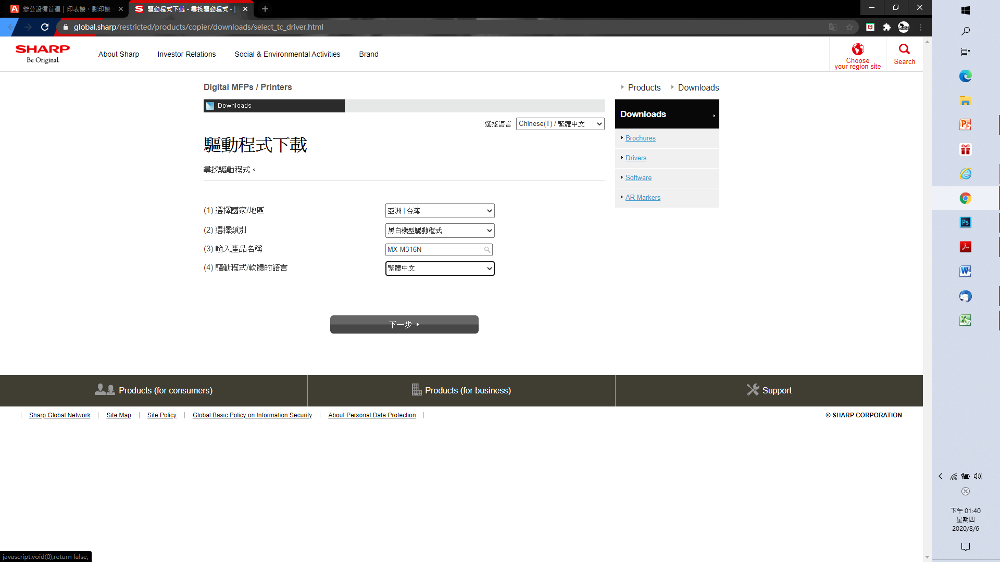 辦公設備首選 | 印表機、影印機
驅動程式下載 - 尋找驅動程式 - |
global.sharp/restricted/products/copier/downloads/select_tc_driver.html
SHARP
Be Original.
About Sharp
Investor Relations
Social & Environmental Activities
Brand
Choose
your region site
Search
Digital MFPs / Printers
Products
Downloads
Downloads
Downloads
選擇語言
Chinese(T) / 繁體中文
Brochures
驅動程式下載
Drivers
尋找驅動程式。
Software
AR Markers
(1) 選擇國家/地區
亞洲 | 台灣
(2) 選擇類別
黑白機型驅動程式
(3) 輸入產品名稱
MX-M316N
(4) 驅動程式/軟體的語言
繁體中文
下一步
Products (for consumers)
Products (for business)
Support
Sharp Global Network
Site Map
Site Policy
Global Basic Policy on Information Security
About Personal Data Protection
© SHARP CORPORATION
下午 01:40
星期四
2020/8/6
javascript:void(0);return false;